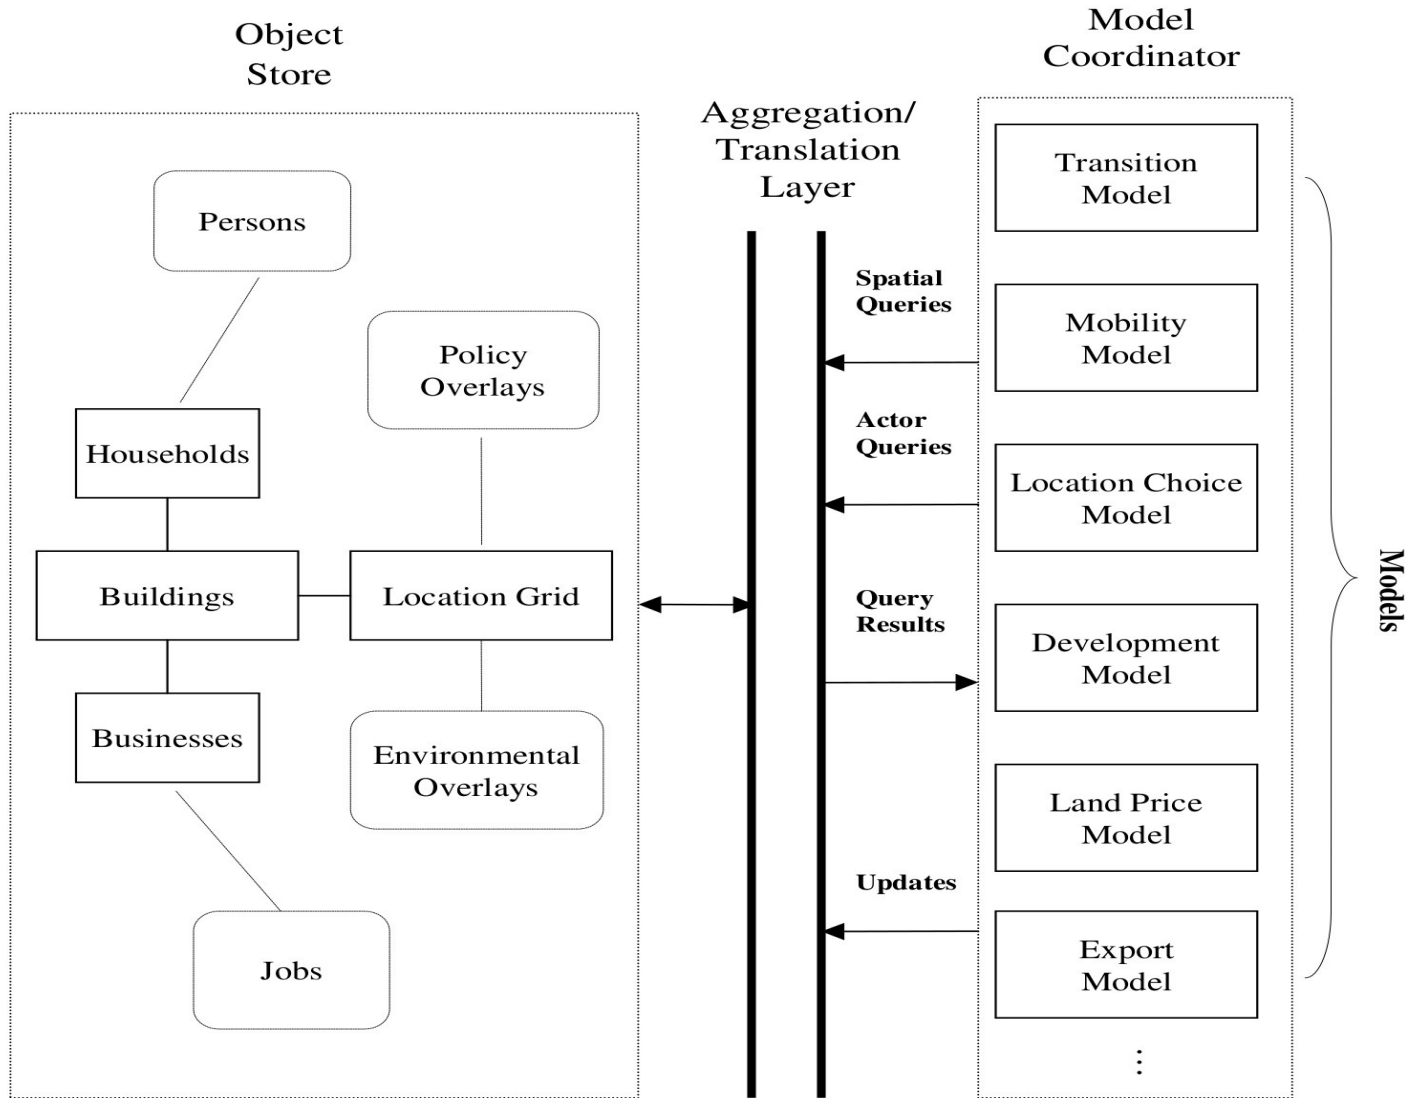 Object
Store
Persons
Policy
Overlays
Households
Buildings
Location Grid
Businesses
Environmental
Overlays
Jobs
Aggregation/
Translation
Layer
Spatial
Queries
Actor
Queries
Query
Results
Updates
Model
Coordinator
Transition
Model
Mobility
Model
Location Choice
Model
Development
Model
Land Price
Model
Export
Model
...
Models